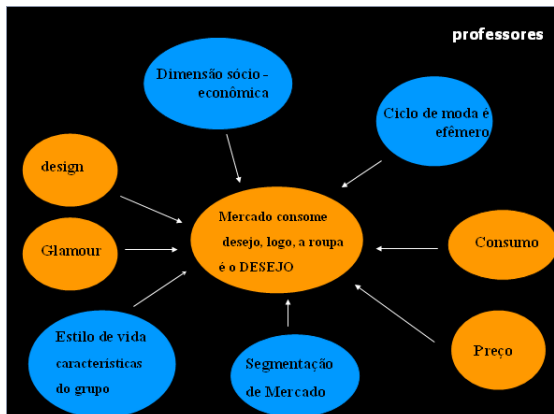 professores
Dimensão sócio -
econômica
Ciclo de moda é
efêmero
design
Mercado consome
desejo, logo, a roupa
é o DESEJO
Glamour
Consumo
Estilo de vida
características
do grupo
Segmentação
de Mercado
Preço